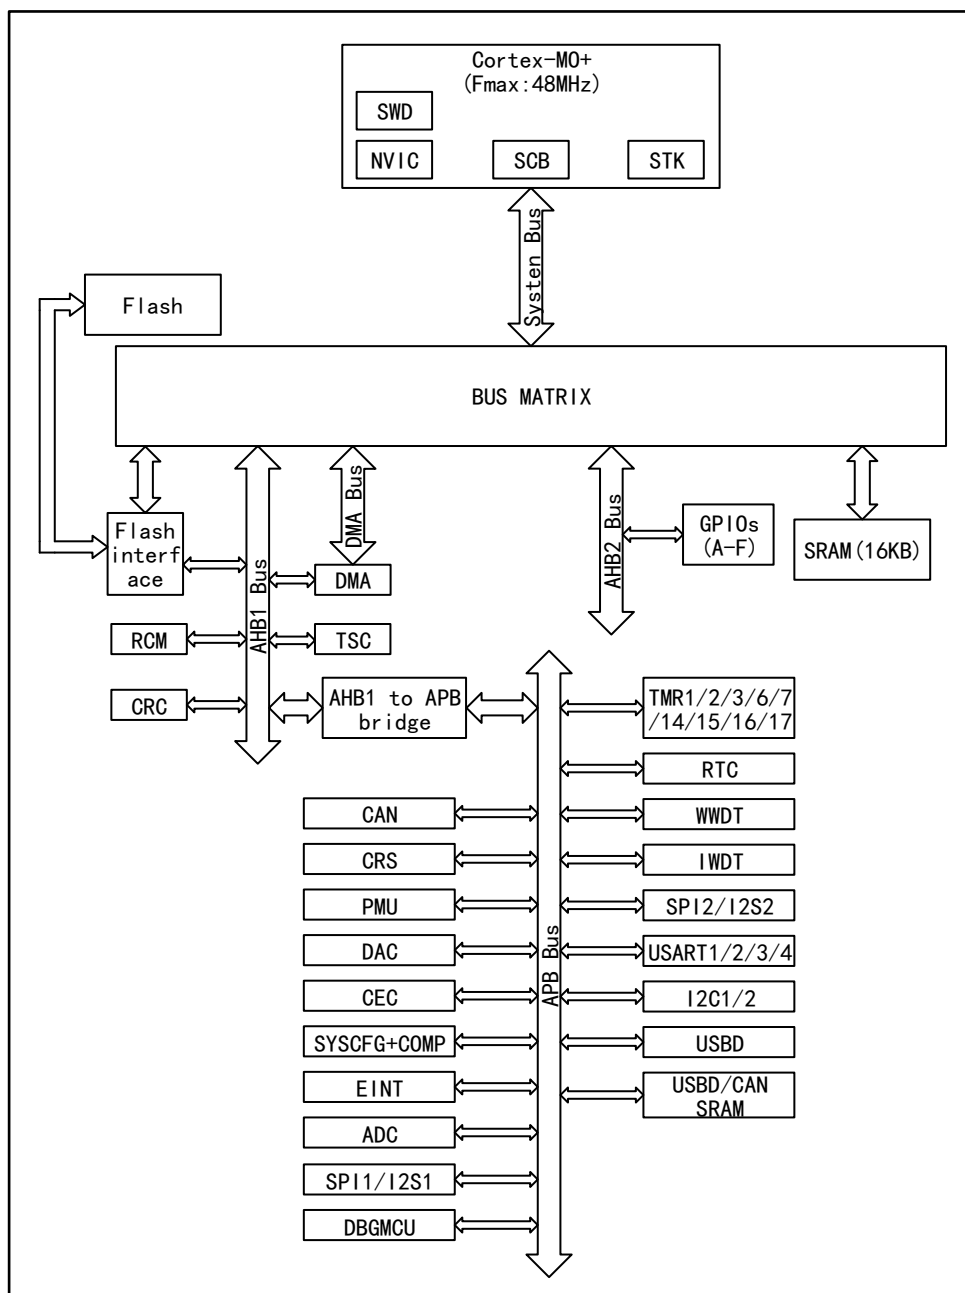 Cortex-M0+
(Fmax:48MHz)
SWD
NVIC
SCB
STK
Systen Bus
Flash
BUS MATRIX
Flash
interf
ace
AHB1 Bus
DMA Bus
DMA
AHB2 Bus
GPIOs
(A-F)
SRAM(16KB)
RCM
TSC
CRC
AHB1 to APB
bridge
APB Bus
TMR1/2/3/6/7
/14/15/16/17
RTC
CAN
WWDT
CRS
IWDT
PMU
SPI2/I2S2
DAC
USART1/2/3/4
CEC
I2C1/2
SYSCFG+COMP
USBD
EINT
USBD/CAN
SRAM
ADC
SPI1/I2S1
DBGMCU